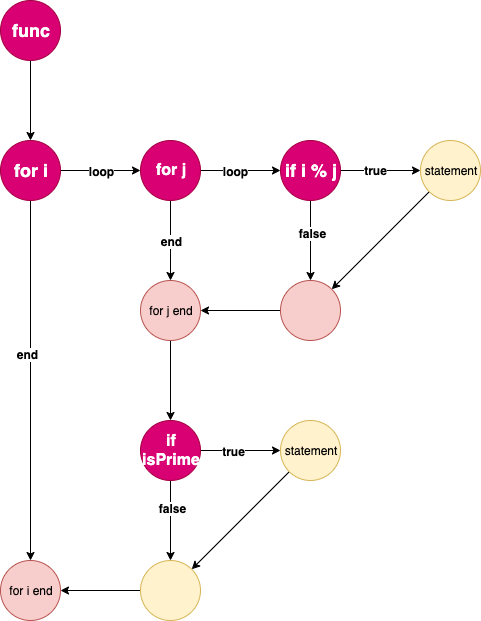 func
for i
loop
for j
loop
if i % j
true
statement
end
false
for j end
end
if
isPrime
true
statement
false
for i end